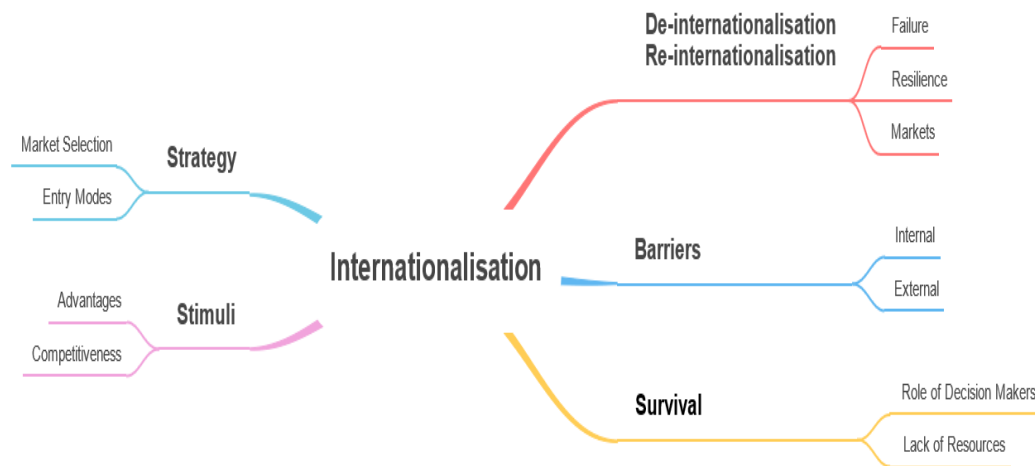 De-internationalisation
Re-internationalisation
Failure
Resilience
Markets
Strategy
Market Selection
Entry Modes
Internationalisation
Barriers
Internal
External
Stimuli
Advantages
Competitiveness
Survival
Role of Decision Makers
Lack of Resources